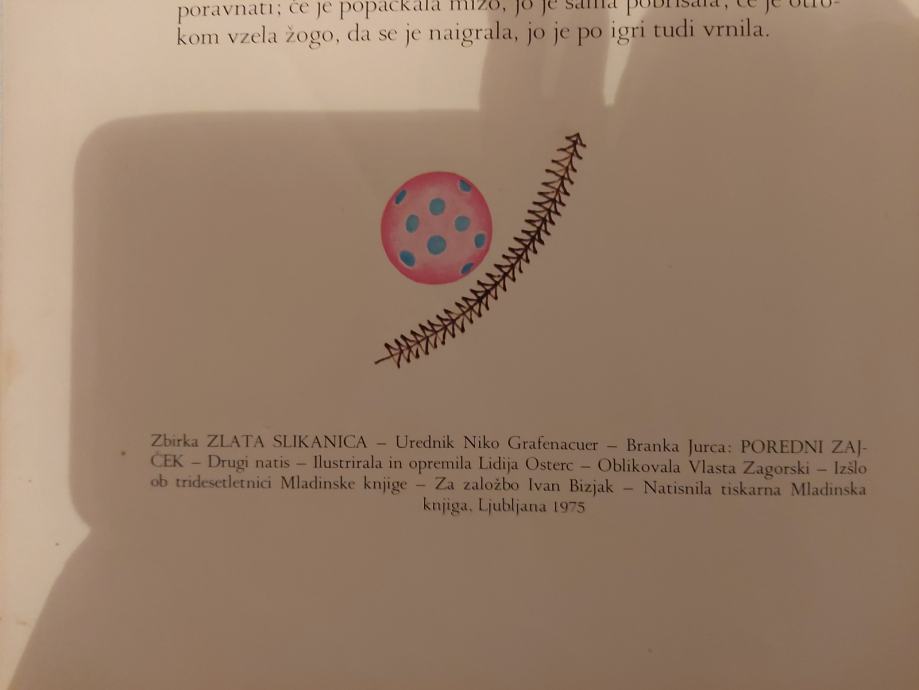 poravnati; če je popackala mizo, jo je sama pobrisala; če je otro-
kom vzela žogo, da se je naigrala, jo je po igri tudi vrnila.
Zbirka ZLATA SLIKANICA – Urednik Niko Grafenacuer – Branka Jurca: POREDNI ZAJ-
ČEK – Drugi natis – Ilustrirala in opremila Lidija Osterc – Oblikovala Vlasta Zagorski – Izšlo
ob tridesetletnici Mladinske knjige – Za založbo Ivan Bizjak – Natisnila tiskarna Mladinska
knjiga, Ljubljana 1975